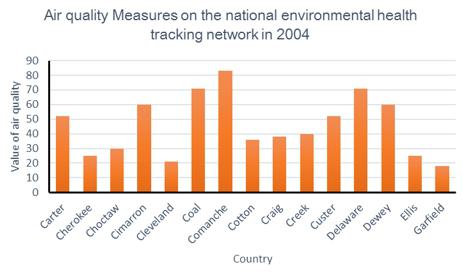 Air quality Measures on the national environmental health
tracking network in 2004
Value of air quality
90
80
70
60
50
40
30
20
10
0
Carter
Cherokee
Choctaw
Cimarron
Cleveland
Coal
Comanche
Cotton
Craig
Creek
Custer
Delaware
Dewey
Ellis
Garfield
Country